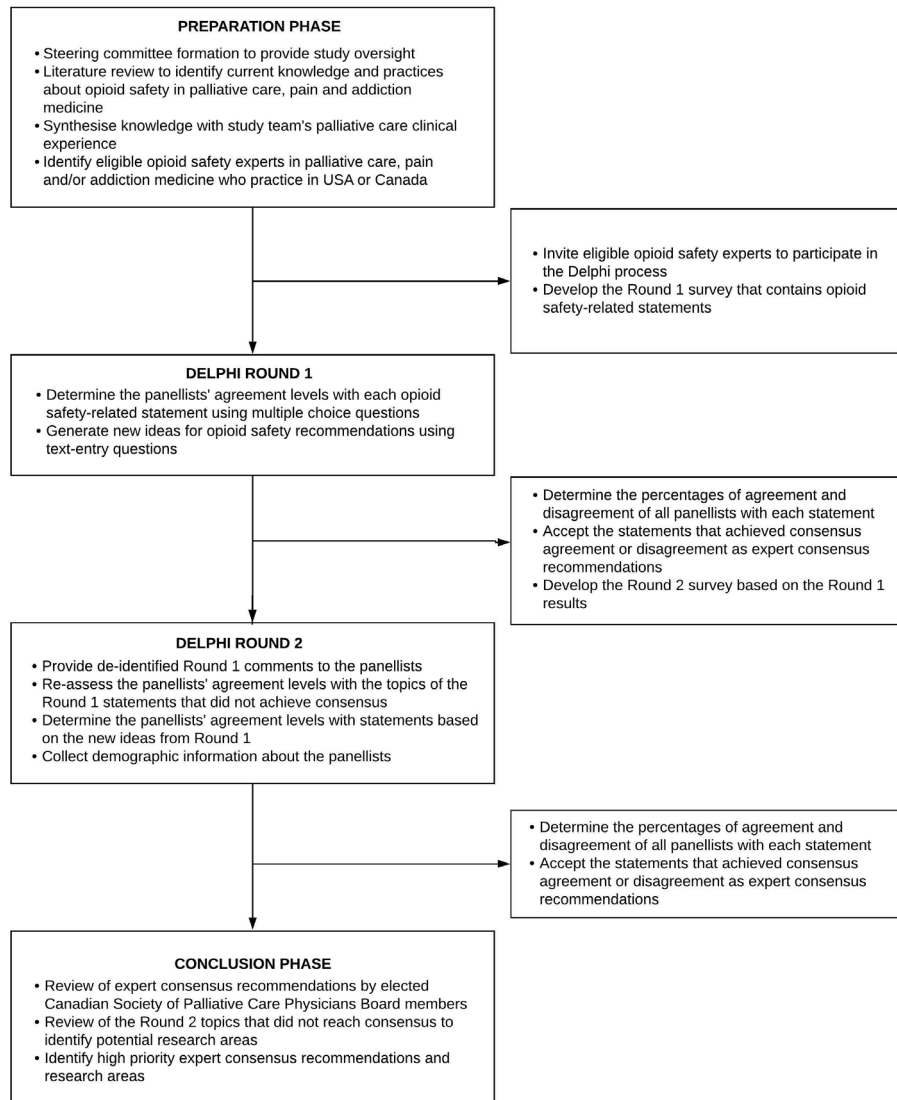 PREPARATION PHASE
• Steering committee formation to provide study oversight
• Literature review to identify current knowledge and practices
about opioid safety in palliative care, pain and addiction
medicine
• Synthesise knowledge with study team's palliative care clinical
experience
• Identify eligible opioid safety experts in palliative care, pain
and/or addiction medicine who practice in USA or Canada
• Invite eligible opioid safety experts to participate in
the Delphi process
• Develop the Round 1 survey that contains opioid
safety-related statements
DELPHI ROUND 1
• Determine the panellists' agreement levels with each opioid
safety-related statement using multiple choice questions
• Generate new ideas for opioid safety recommendations using
text-entry questions
• Determine the percentages of agreement and
disagreement of all panellists with each statement
• Accept the statements that achieved consensus
agreement or disagreement as expert consensus
recommendations
• Develop the Round 2 survey based on the Round 1
results
DELPHI ROUND 2
• Provide de-identified Round 1 comments to the panellists
• Re-assess the panellists' agreement levels with the topics of the
Round 1 statements that did not achieve consensus
• Determine the panellists' agreement levels with statements based
on the new ideas from Round 1
• Collect demographic information about the panellists
• Determine the percentages of agreement and
disagreement of all panellists with each statement
• Accept the statements that achieved consensus
agreement or disagreement as expert consensus
recommendations
CONCLUSION PHASE
• Review of expert consensus recommendations by elected
Canadian Society of Palliative Care Physicians Board members
• Review of the Round 2 topics that did not reach consensus to
identify potential research areas
• Identify high priority expert consensus recommendations and
research areas